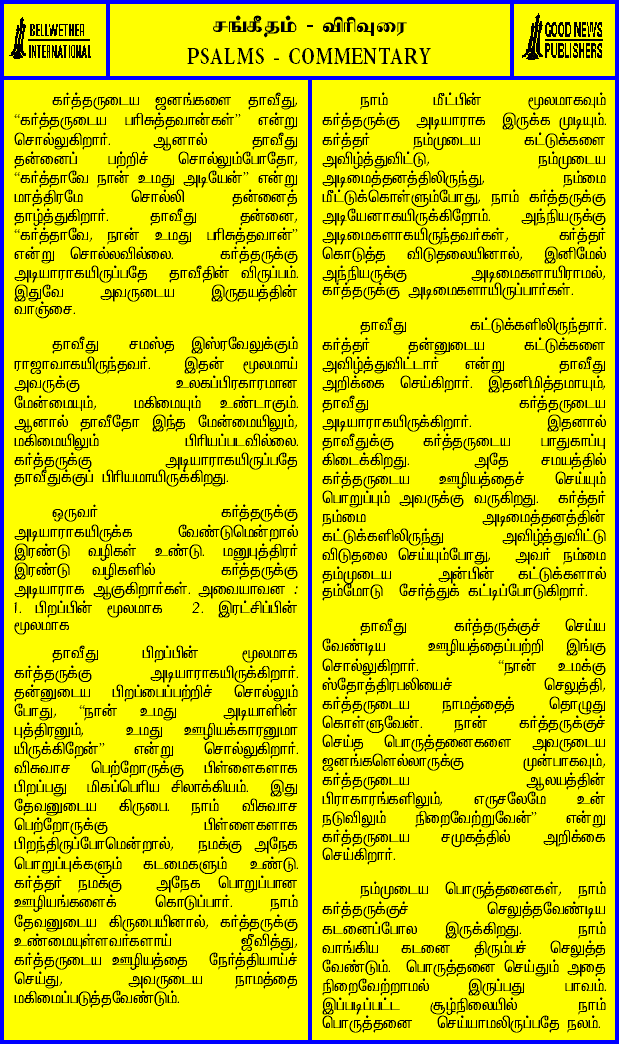 BELLWETHER
INTERNATIONAL
சங்கீதம் - விரிவுரை
PSALMS - COMMENTARY
GOOD NEWS
PUBLISHERS
கர்த்தருடைய ஜனங்களை தாவீது,
“கர்த்தருடைய பரிசுத்தவான்கள்” என்று
சொல்லுகிறார். ஆனால் தாவீது
தன்னைப் பற்றிச் சொல்லும்போதோ,
“கர்த்தாவே நான் உமது அடியேன்” என்று
மாத்திரமே சொல்லி தன்னைத்
தாழ்த்துகிறார். தாவீது தன்னை,
“கர்த்தாவே, நான் உமது பரிசுத்தவான்”
என்று சொல்லவில்லை. கர்த்தருக்கு
அடியாராகயிருப்பதே தாவீதின் விருப்பம்.
இதுவே அவருடைய இருதயத்தின்
வாஞ்சை.
தாவீது சமஸ்த இஸ்ரவேலுக்கும்
ராஜாவாகயிருந்தவர். இதன் மூலமாய்
அவருக்கு உலகப்பிரகாரமான
மேன்மையும், மகிமையும் உண்டாகும்.
ஆனால் தாவீதோ இந்த மேன்மையிலும்,
மகிமையிலும் பிரியப்படவில்லை.
கர்த்தருக்கு அடியாராகயிருப்பதே
தாவீதுக்குப் பிரியமாயிருக்கிறது.
ஒருவர் கர்த்தருக்கு
அடியாராகயிருக்க வேண்டுமென்றால்
இரண்டு வழிகள் உண்டு. மனுபுத்திரர்
இரண்டு வழிகளில் கர்த்தருக்கு
அடியாராக ஆகுகிறார்கள். அவையாவன :
1. பிறப்பின் மூலமாக 2. இரட்சிப்பின்
மூலமாக
தாவீது பிறப்பின் மூலமாக
கர்த்தருக்கு அடியாராகயிருக்கிறார்.
தன்னுடைய பிறப்பைப்பற்றிச் சொல்லும்
போது, “நான் உமது அடியாளின்
புத்திரனும், உமது ஊழியக்காரனுமா
யிருக்கிறேன்” என்று சொல்லுகிறார்.
விசுவாச பெற்றோருக்கு பிள்ளைகளாக
பிறப்பது மிகப்பெரிய சிலாக்கியம். இது
தேவனுடைய கிருபை. நாம் விசுவாச
பெற்றோருக்கு பிள்ளைகளாக
பிறந்திருப்போமென்றால், நமக்கு அநேக
பொறுப்புக்களும் கடமைகளும் உண்டு.
கர்த்தர் நமக்கு அநேக பொறுப்பான
ஊழியங்களைக் கொடுப்பார். நாம்
தேவனுடைய கிருபையினால், கர்த்தருக்கு
உண்மையுள்ளவர்களாய் ஜீவித்து,
கர்த்தருடைய ஊழியத்தை நேர்த்தியாய்ச்
செய்து, அவருடைய நாமத்தை
மகிமைப்படுத்தவேண்டும்.
நாம் மீட்பின் மூலமாகவும்
கர்த்தருக்கு அடியாராக இருக்க முடியும்.
கர்த்தர் நம்முடைய கட்டுக்களை
அவிழ்த்துவிட்டு, நம்முடைய
அடிமைத்தனத்திலிருந்து, நம்மை
மீட்டுக்கொள்ளும்போது, நாம் கர்த்தருக்கு
அடியேனாகயிருக்கிறோம். அந்நியருக்கு
அடிமைகளாகயிருந்தவர்கள், கர்த்தர்
கொடுத்த விடுதலையினால், இனிமேல்
அந்நியருக்கு அடிமைகளாயிராமல்,
கர்த்தருக்கு அடிமைகளாயிருப்பார்கள்.
தாவீது கட்டுக்களிலிருந்தார்.
கர்த்தர் தன்னுடைய கட்டுக்களை
அவிழ்த்துவிட்டார் என்று தாவீது
அறிக்கை செய்கிறார். இதனிமித்தமாயும்,
தாவீது கர்த்தருடைய
அடியாராகயிருக்கிறார். இதனால்
தாவீதுக்கு கர்த்தருடைய பாதுகாப்பு
கிடைக்கிறது. அதே சமயத்தில்
கர்த்தருடைய ஊழியத்தைச் செய்யும்
பொறுப்பும் அவருக்கு வருகிறது. கர்த்தர்
நம்மை அடிமைத்தனத்தின்
கட்டுக்களிலிருந்து அவிழ்த்துவிட்டு
விடுதலை செய்யும்போது, அவர் நம்மை
தம்முடைய அன்பின் கட்டுக்களால்
தம்மோடு சேர்த்துக் கட்டிப்போடுகிறார்.
தாவீது கர்த்தருக்குச் செய்ய
வேண்டிய ஊழியத்தைப்பற்றி இங்கு
சொல்லுகிறார். “நான் உமக்கு
ஸ்தோத்திரபலியைச் செலுத்தி,
கர்த்தருடைய நாமத்தைத் தொழுது
கொள்ளுவேன். நான் கர்த்தருக்குச்
செய்த பொருத்தனைகளை அவருடைய
ஜனங்களெல்லாருக்கு முன்பாகவும்,
கர்த்தருடைய ஆலயத்தின்
பிராகாரங்களிலும், எருசலேமே உன்
நடுவிலும் நிறைவேற்றுவேன்” என்று
கர்த்தருடைய சமுகத்தில் அறிக்கை
செய்கிறார்.
நம்முடைய பொருத்தனைகள், நாம்
கர்த்தருக்குச் செலுத்தவேண்டிய
கடனைப்போல இருக்கிறது. நாம்
வாங்கிய கடனை திரும்பச் செலுத்த
வேண்டும். பொருத்தனை செய்தும் அதை
நிறைவேற்றாமல் இருப்பது பாவம்.
இப்படிப்பட்ட சூழ்நிலையில் நாம்
பொருத்தனை செய்யாமலிருப்பதே நலம்.